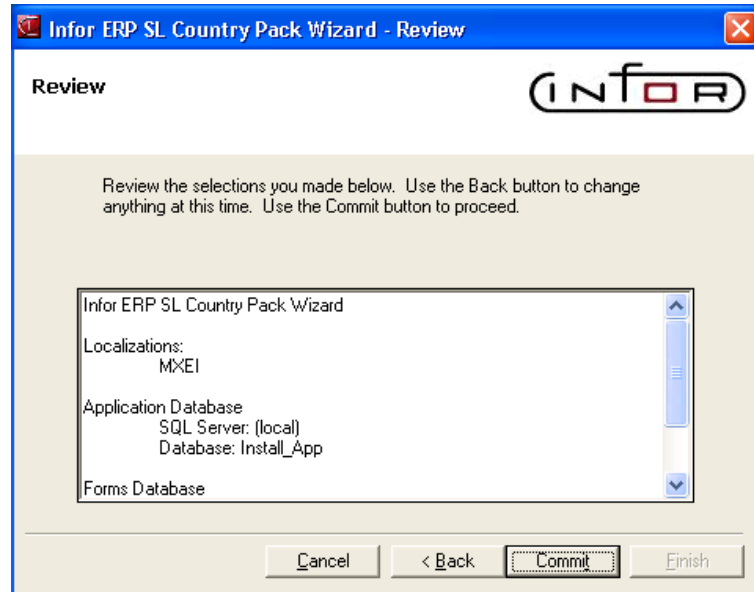 Infor ERP SL Country Pack Wizard - Review
Review
INFOR
Review the selections you made below.  Use the Back button to change
anything at this time.  Use the Commit button to proceed.
Infor ERP SL Country Pack Wizard
Localizations:
MXEI
Application Database
SQL Server: (local)
Database: Install_App
Forms Database
Cancel
< Back
Commit
Finish